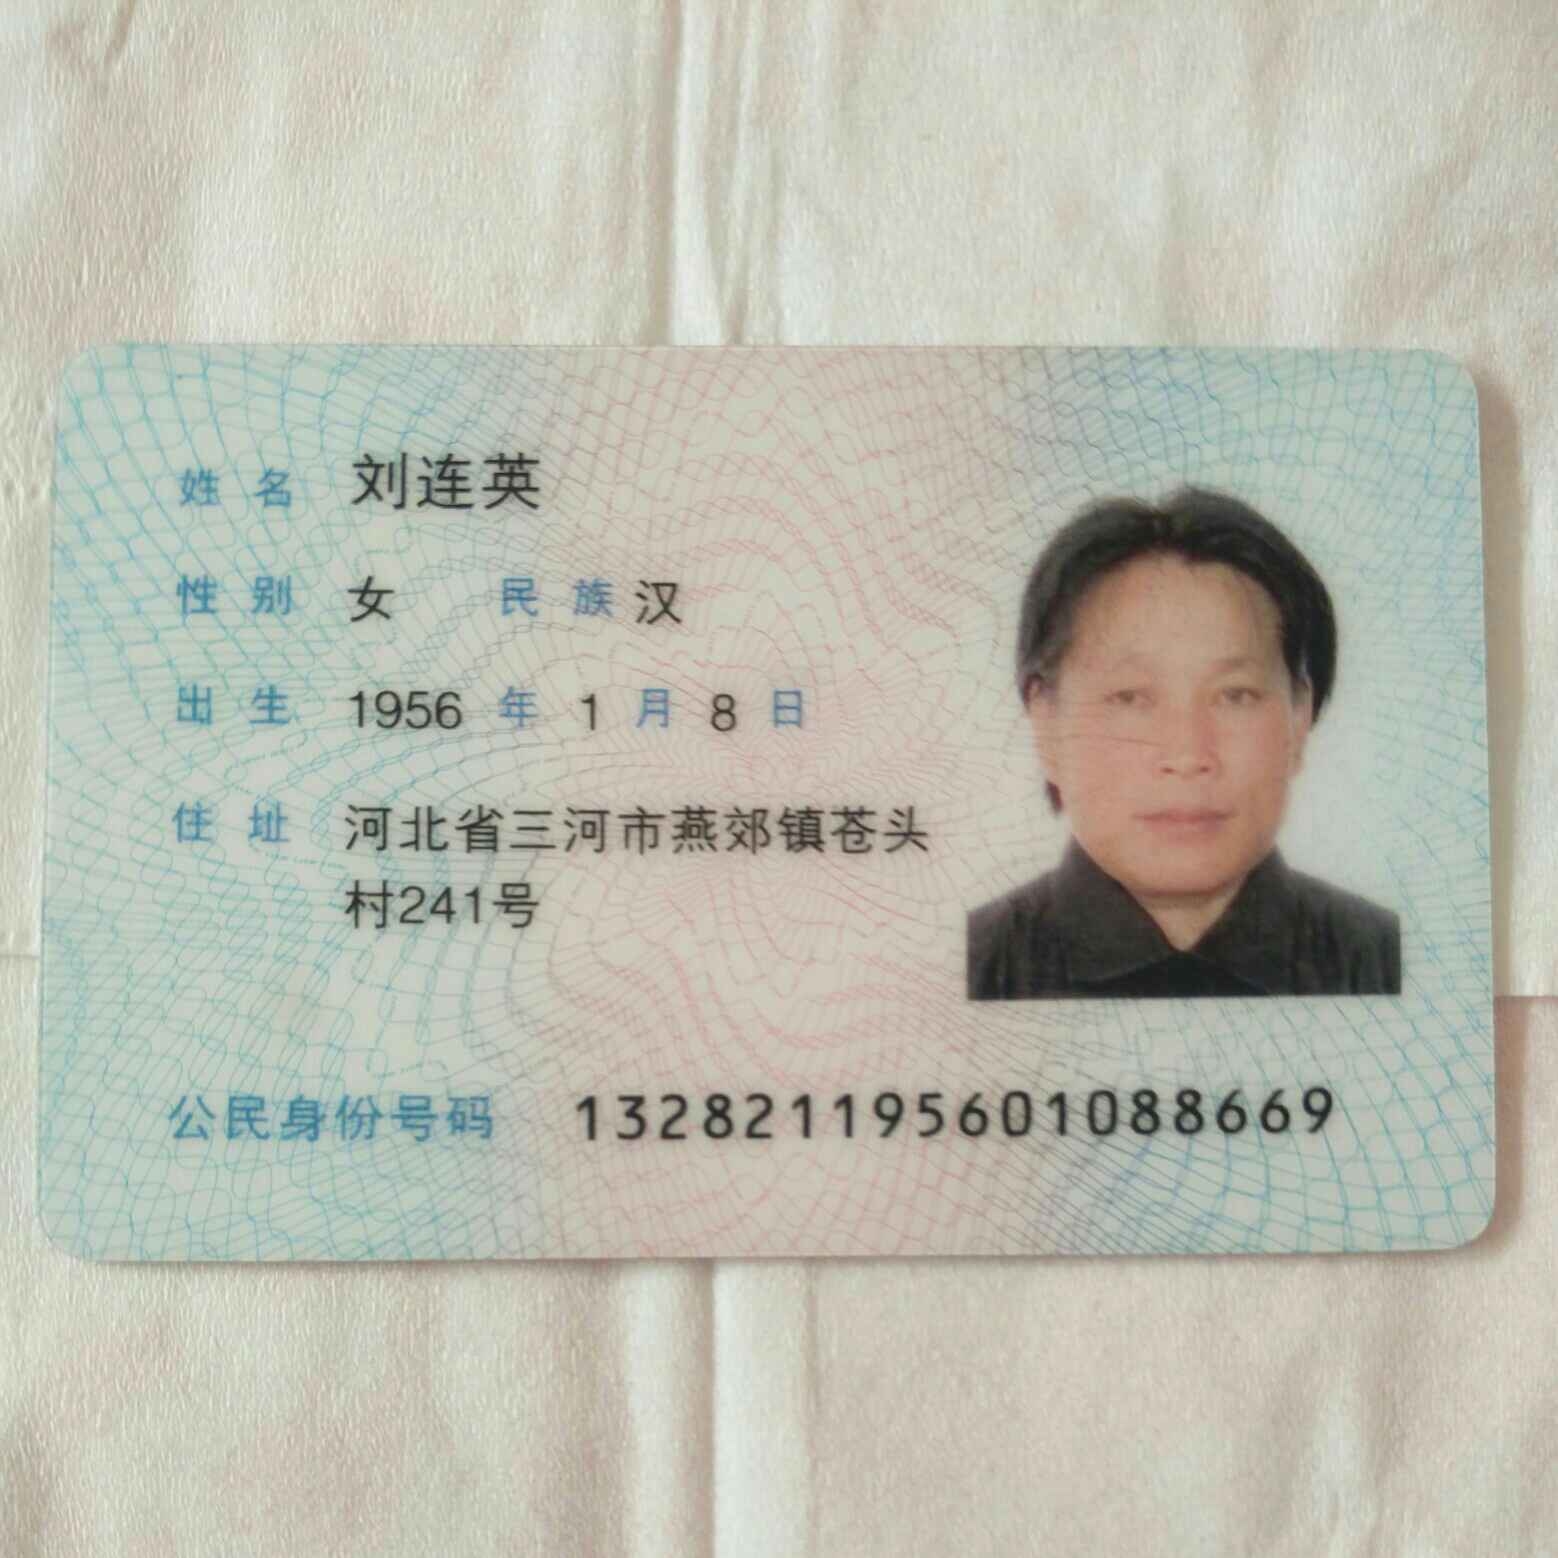 姓名 刘连英
性别 女 民族 汉
出生 1956 年 1 月 8 日
住址 河北省三河市燕郊镇苍头
村241号
公民身份号码 132821195601088669